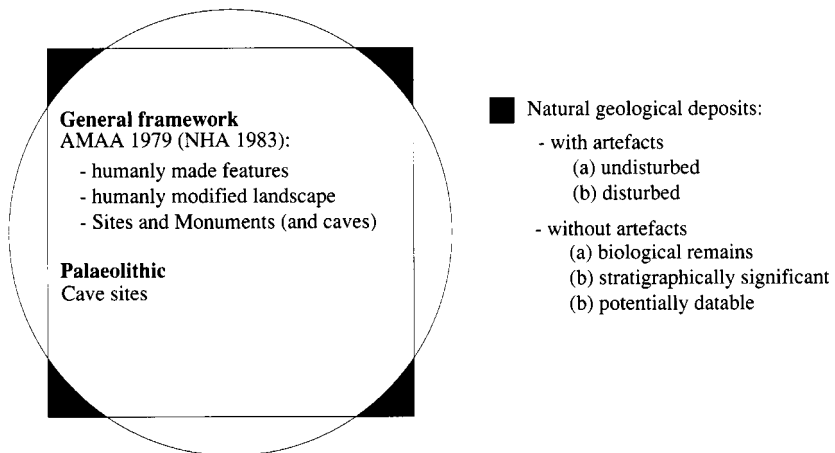 General framework
AMAA 1979 (NHA 1983):
- humanly made features
- humanly modified landscape
- Sites and Monuments (and caves)
Palaeolithic
Cave sites
Natural geological deposits:
- with artefacts
(a) undisturbed
(b) disturbed
- without artefacts
(a) biological remains
(b) stratigraphically significant
(b) potentially datable